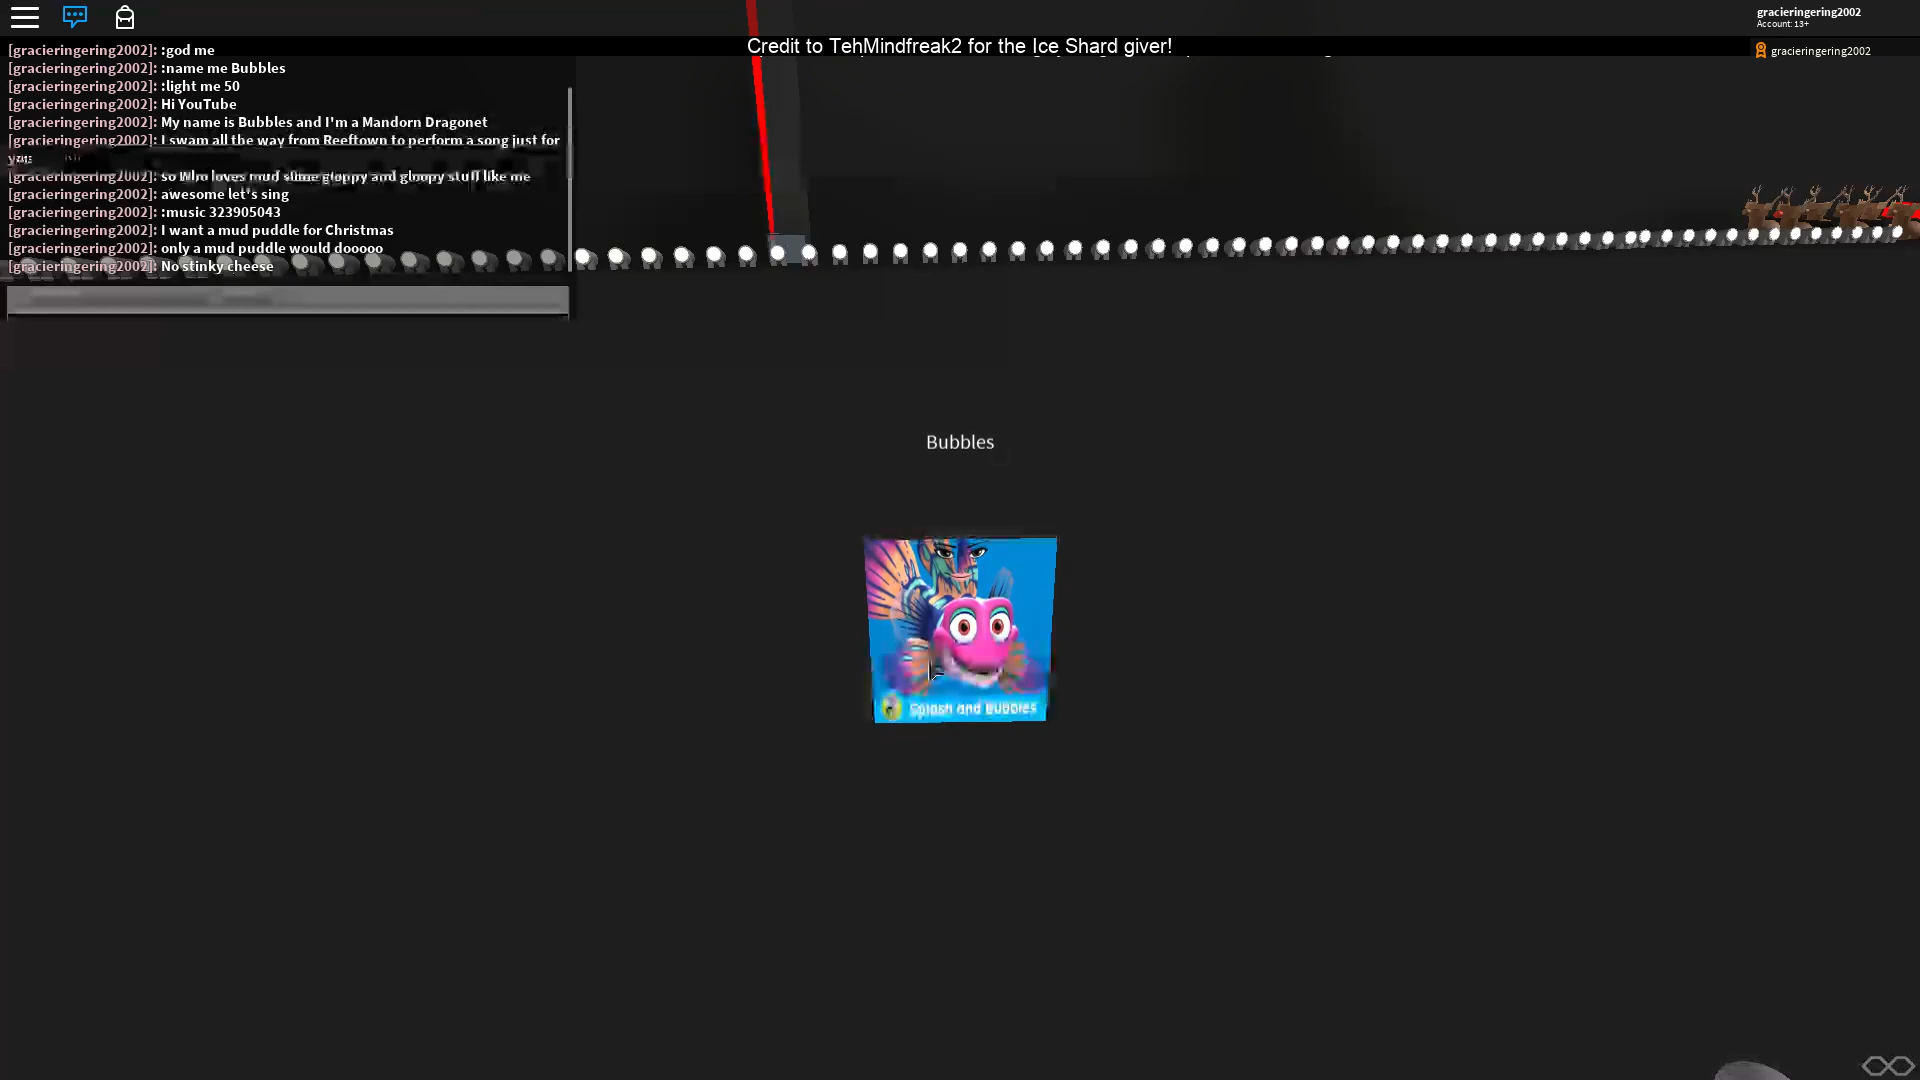 gracieringering2002
Account: 13+
Credit to TehMindfreak2 for the Ice Shard giver!
gracieringering2002
[gracieringering2002]: :god me
[gracieringering2002]: :name me Bubbles
[gracieringering2002]: :light me 50
[gracieringering2002]: Hi YouTube
[gracieringering2002]: My name is Bubbles and I'm a Mandorn Dragonet
[gracieringering2002]: I swam all the way from Reeftown to perform a song just for
you
[gracieringering2002]: so Who loves mud slime gloppy and gloopy stuff like me
[gracieringering2002]: awesome let's sing
[gracieringering2002]: :music 323905043
[gracieringering2002]: I want a mud puddle for Christmas
[gracieringering2002]: only a mud puddle would dooooo
[gracieringering2002]: No stinky cheese
Bubbles
Splash and Bubbles